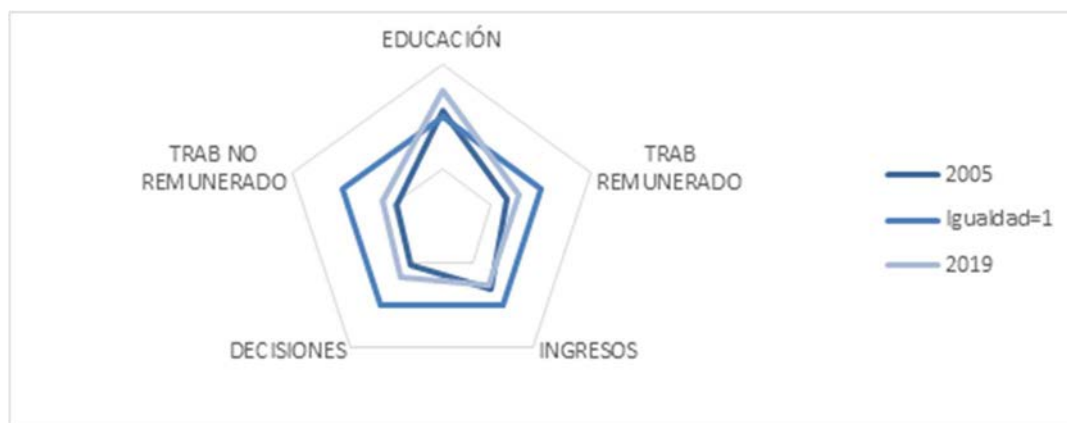 EDUCACIÓN
TRAB NO
REMUNERADO
TRAB
REMUNERADO
2005
Igualdad=1
2019
DECISIONES
INGRESOS